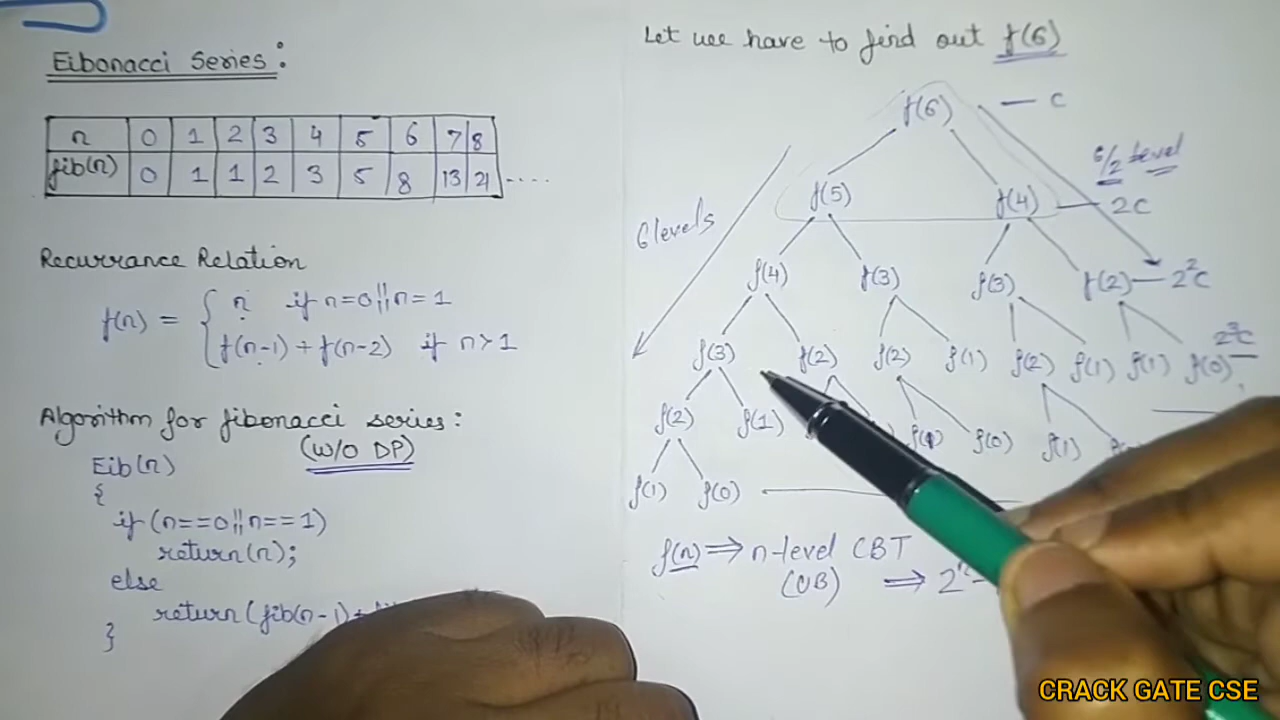 Fibonacci Series:
n 0 1 2 3 4 5 6 7 8
fib(n) 0 1 1 2 3 5 8 13 21 ....
Recurrance Relation
f(n) = { n if n=0||n=1
f(n-1) + f(n-2) if n>1
Algorithm for fibonacci series:
(W/O DP)
Fib(n)
{
if (n==0||n==1)
return(n);
else
return(fib(n-1)+
}
Let we have to find out f(6)
f(6) — C
6/2 level
6 levels
f(5) f(4) — 2C
f(4) f(3) f(3) f(2) — 2²C
f(3) f(2) f(2) f(1) f(2) f(1) f(1) f(0) 2³C
f(2) f(1) f(1) f(0) f(1)
f(1) f(0)
f(n) ⇒ n-level CBT
(UB) ⇒ 2ⁿ
CRACK GATE CSE